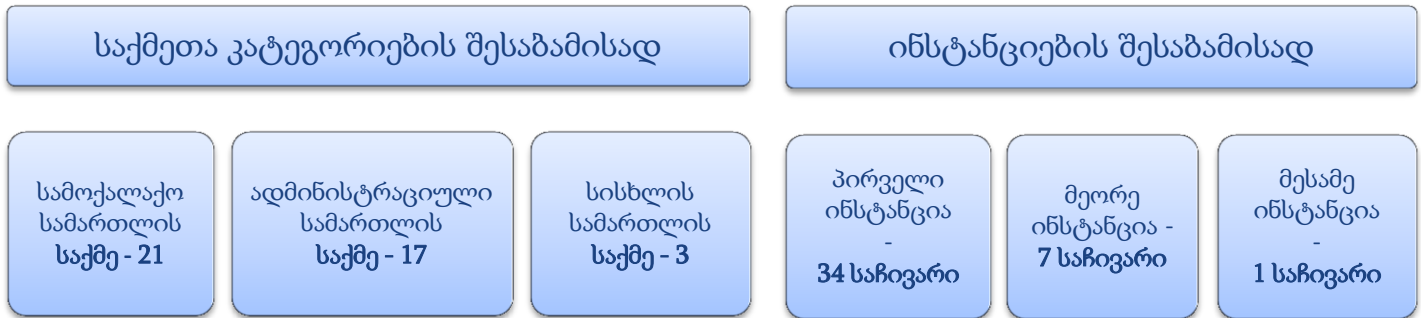 საქმეთა კატეგორიების შესაბამისად
სამოქალაქო
სამართლის
საქმე - 21
ადმინისტრაციული
სამართლის
საქმე - 17
სისხლის
სამართლის
საქმე - 3
ინსტანციების შესაბამისად
პირველი
ინსტანცია
-
34 საჩივარი
მეორე
ინსტანცია -
7 საჩივარი
მესამე
ინსტანცია
-
1 საჩივარი